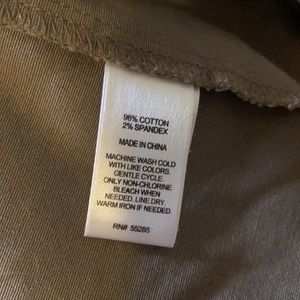 98% COTTON
2% SPANDEX
MADE IN CHINA
MACHINE WASH COLD
WITH LIKE COLORS.
GENTLE CYCLE.
ONLY NON-CHLORINE
BLEACH WHEN
NEEDED. LINE DRY.
WARM IRON IF NEEDED.
RN# 55285